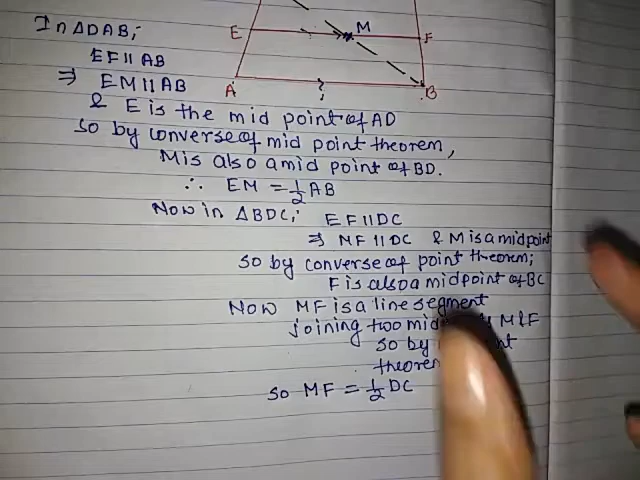 E M F
A B
In ΔDAB;
EF || AB
⇒ EM || AB
& E is the mid point of AD
so by converse of mid point theorem,
M is also a mid point of BD.
∴ EM = 1/2 AB
Now in ΔBDC; EF || DC
⇒ MF || DC & M is a midpoint
so by converse of point theorem;
F is also a midpoint of BC
Now MF is a line segment
joining two M & F
so by
so MF = 1/2 DC